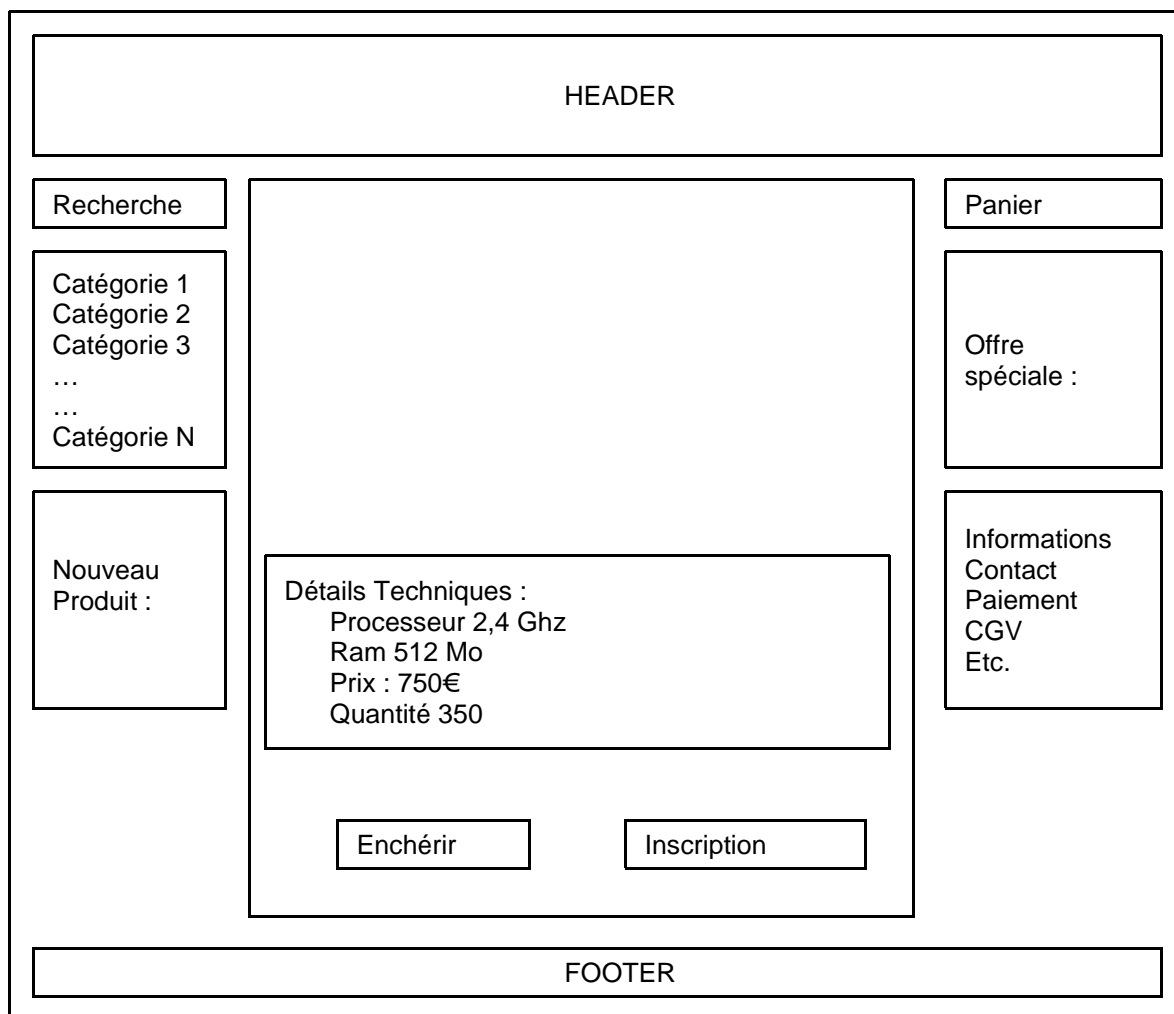 HEADER
Recherche
Catégorie 1
Catégorie 2
Catégorie 3
…
…
Catégorie N
Nouveau
Produit :
Détails Techniques :
Processeur 2,4 Ghz
Ram 512 Mo
Prix : 750€
Quantité 350
Enchérir
Inscription
Panier
Offre
spéciale :
Informations
Contact
Paiement
CGV
Etc.
FOOTER